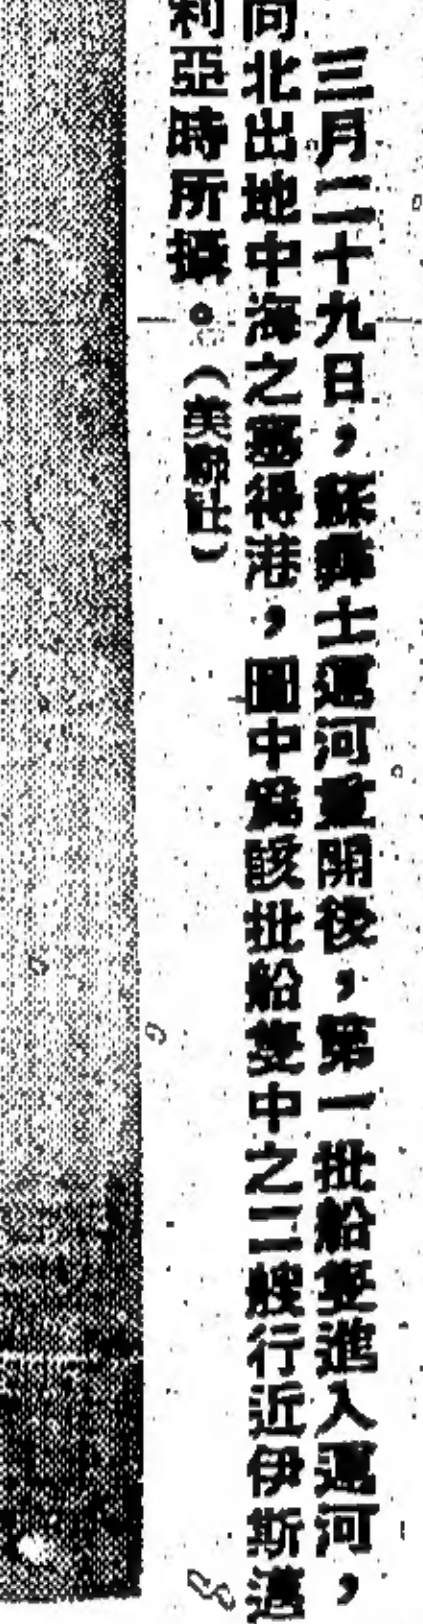 三月二十九日，蘇彝士運河重開後，第一批船隻進入運河，
向北出地中海之塞得港，圖中爲該批船隻中之二艘行近伊斯邁
利亞時所攝。（美聯社）